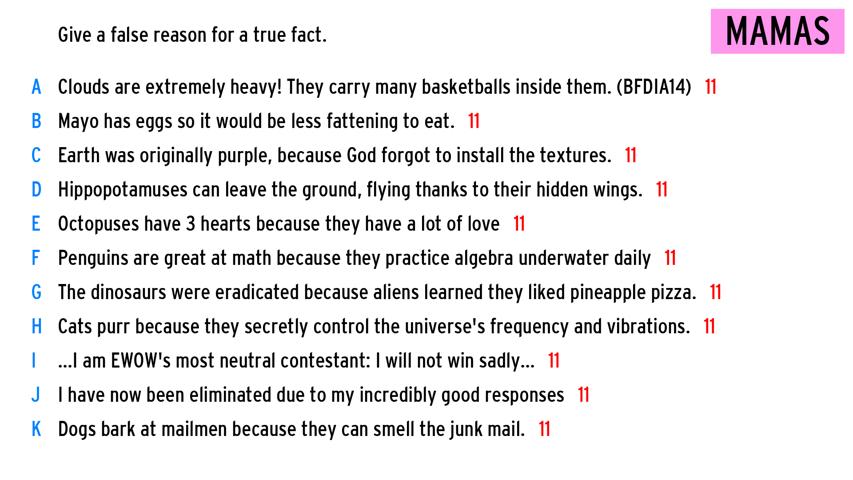 Give a false reason for a true fact.
MAMAS
A Clouds are extremely heavy! They carry many basketballs inside them. (BFDIA14) 11
B Mayo has eggs so it would be less fattening to eat. 11
C Earth was originally purple, because God forgot to install the textures. 11
D Hippopotamuses can leave the ground, flying thanks to their hidden wings. 11
E Octopuses have 3 hearts because they have a lot of love 11
F Penguins are great at math because they practice algebra underwater daily 11
G The dinosaurs were eradicated because aliens learned they liked pineapple pizza. 11
H Cats purr because they secretly control the universe's frequency and vibrations. 11
I ...I am EWOW's most neutral contestant: I will not win sadly... 11
J I have now been eliminated due to my incredibly good responses 11
K Dogs bark at mailmen because they can smell the junk mail. 11